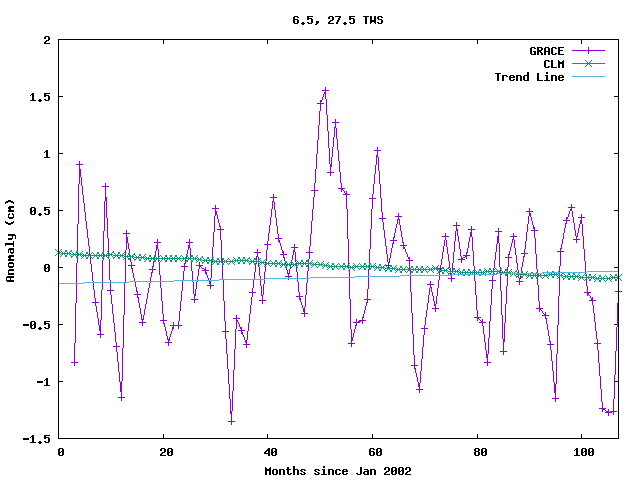 6.5, 27.5 TWS
GRACE
CLM
Trend Line
2
1.5
1
0.5
0
-0.5
-1
-1.5
Anomaly (cm)
0 20 40 60 80 100
Months since Jan 2002